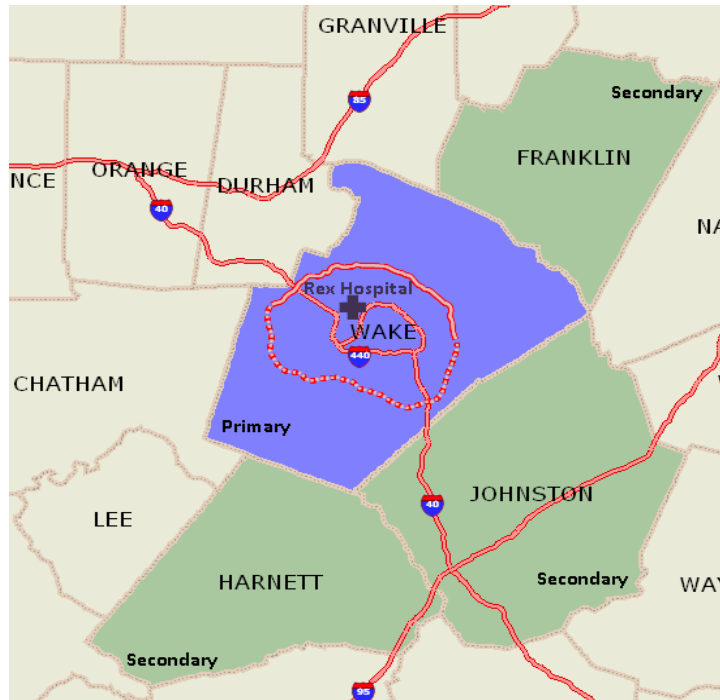 GRANVILLE
Secondary
85
FRANKLIN
ORANGE
NCE
DURHAM
40
NA
Rex Hospital
WAKE
440
CHATHAM
Primary
JOHNSTON
40
LEE
HARNETT
Secondary
WAY
Secondary
95